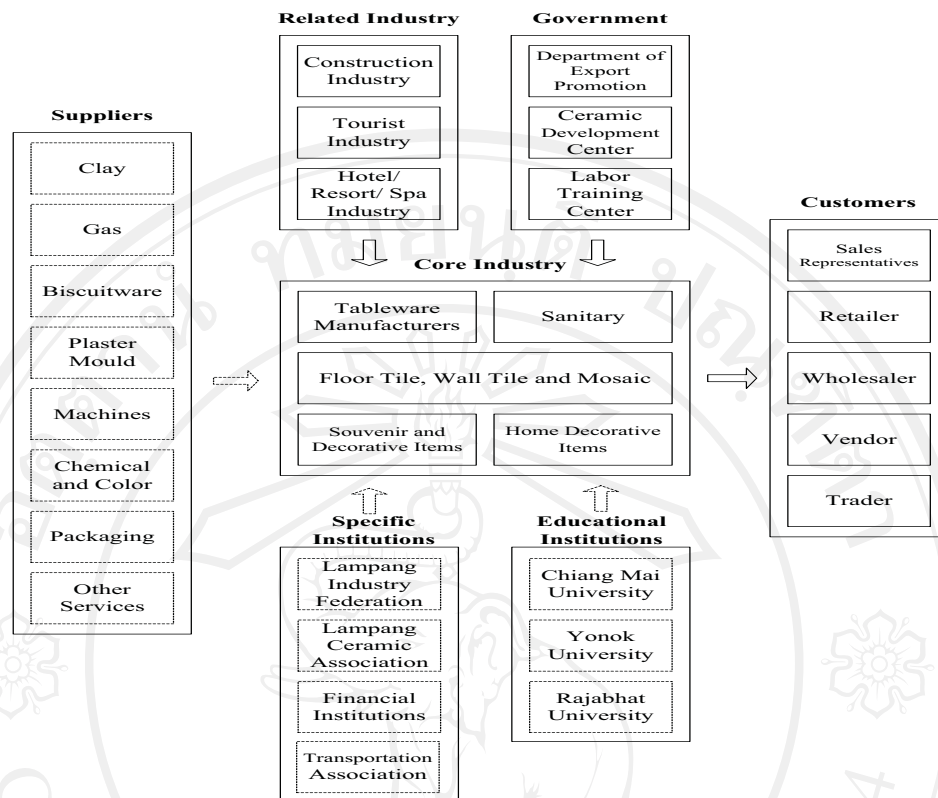 Related Industry
Construction
Industry
Tourist
Industry
Hotel/
Resort/ Spa
Industry
Government
Department of
Export
Promotion
Ceramic
Development
Center
Labor
Training
Center
Suppliers
Clay
Gas
Biscuitware
Plaster
Mould
Machines
Chemical
and Color
Packaging
Other
Services
Core Industry
Tableware
Manufacturers
Sanitary
Floor Tile, Wall Tile and Mosaic
Souvenir and
Decorative Items
Home Decorative
Items
Customers
Sales
Representatives
Retailer
Wholesaler
Vendor
Trader
Specific
Institutions
Lampang
Industry
Federation
Lampang
Ceramic
Association
Financial
Institutions
Transportation
Association
Educational
Institutions
Chiang Mai
University
Yonok
University
Rajabhat
University